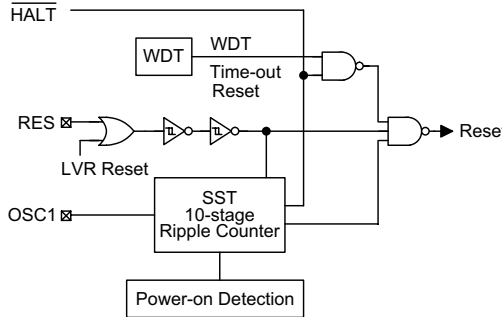 HALT
WDT
WDT
Time-out
Reset
RES
LVR Reset
Rese
SST
10-stage
Ripple Counter
OSC1
Power-on Detection